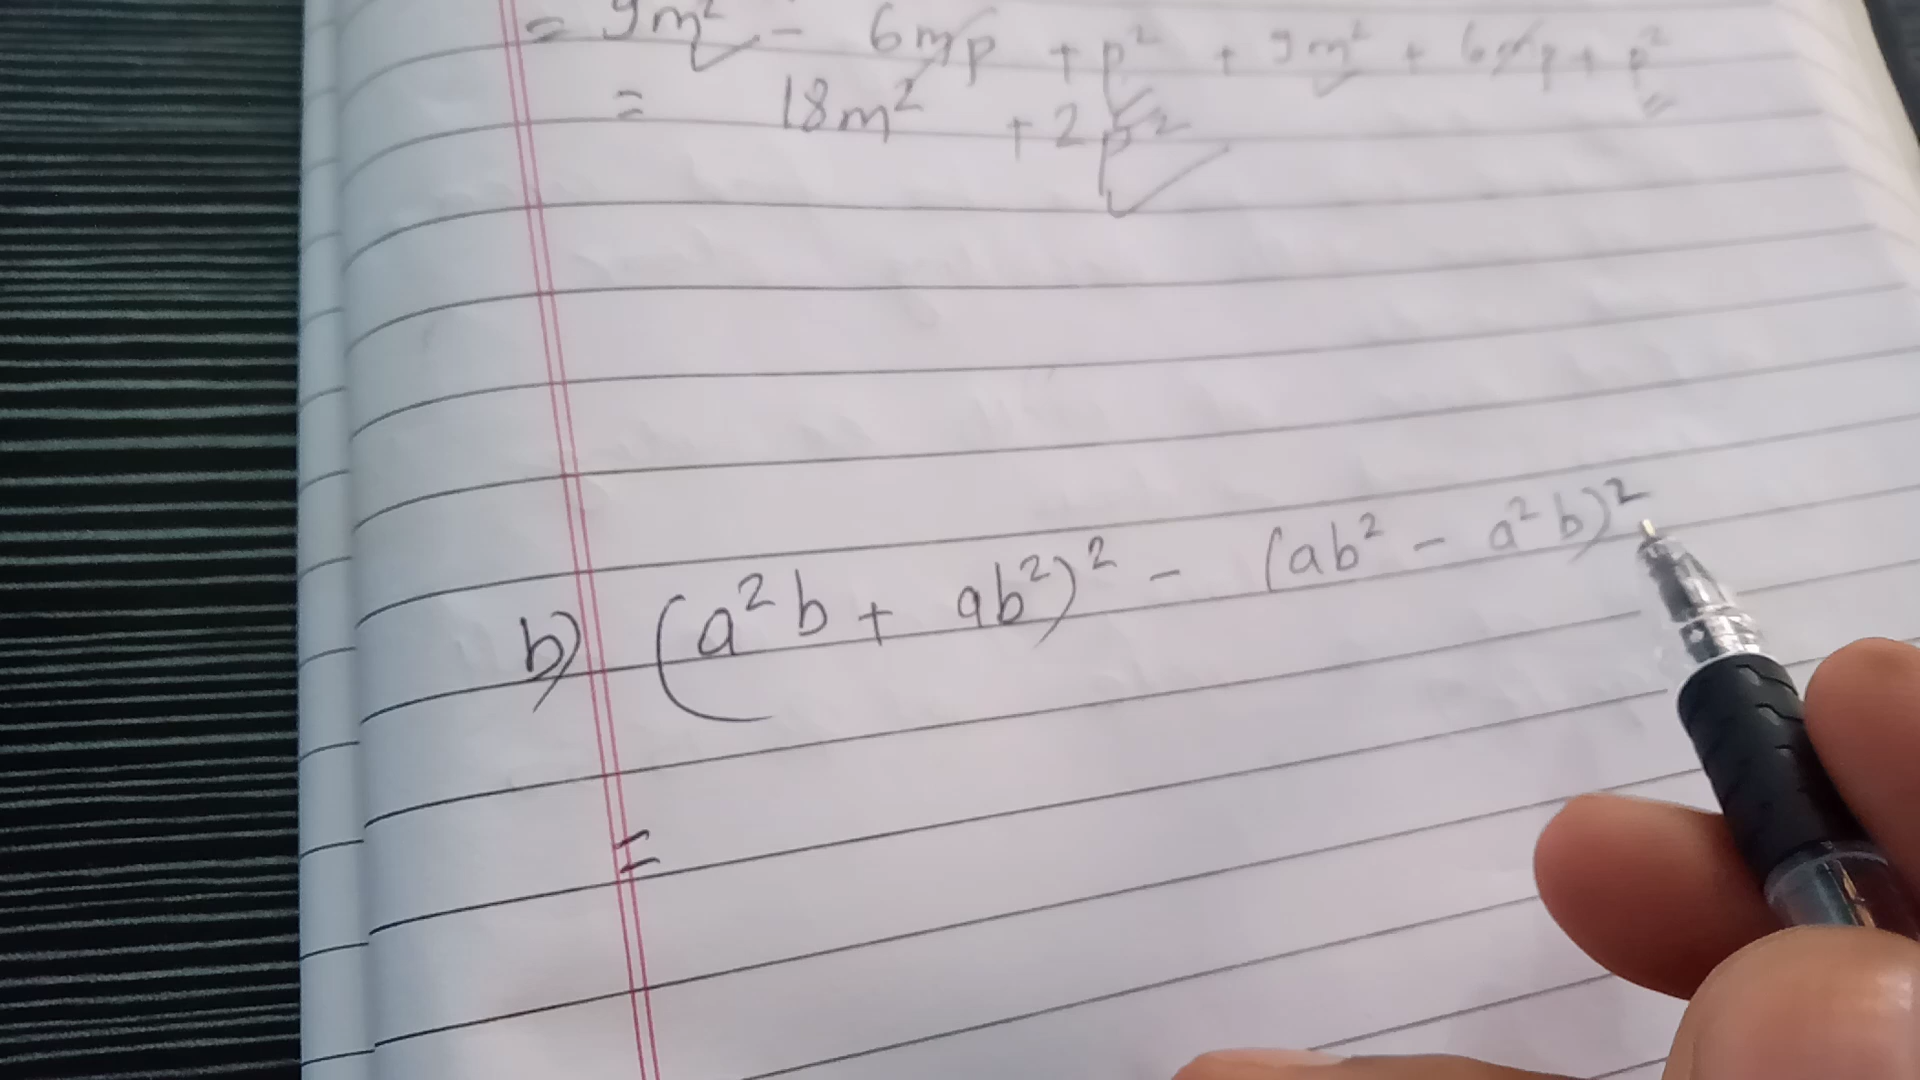 = 9m² - 6mp + p² + 9m² + 6mp + p²
= 18m² + 2p²
b) (a²b + ab²)² - (ab² - a²b)²
=